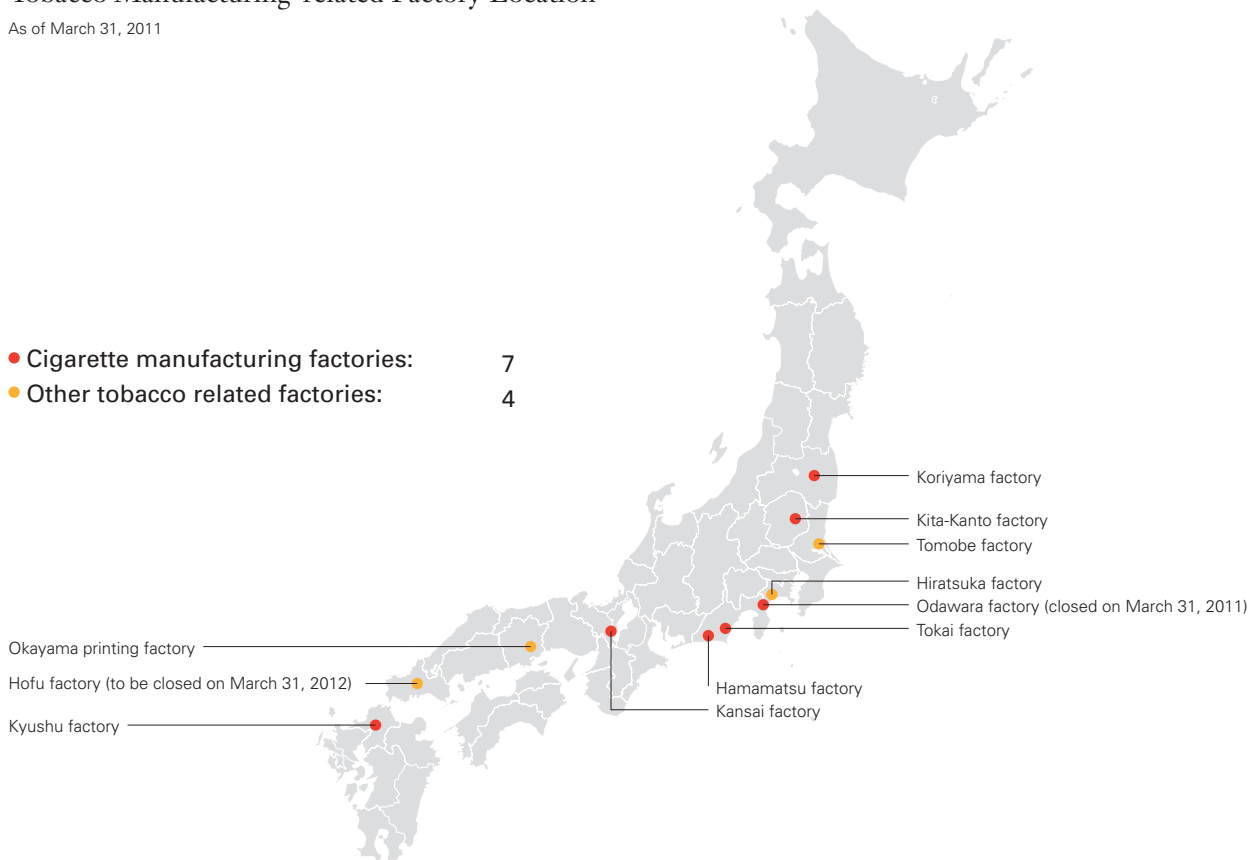 Tobacco Manufacturing-related Factory Location
As of March 31, 2011
Cigarette manufacturing factories: 7
Other tobacco related factories: 4
Koriyama factory
Kita-Kanto factory
Tomobe factory
Hiratsuka factory
Odawara factory (closed on March 31, 2011)
Tokai factory
Okayama printing factory
Hofu factory (to be closed on March 31, 2012)
Hamamatsu factory
Kansai factory
Kyushu factory